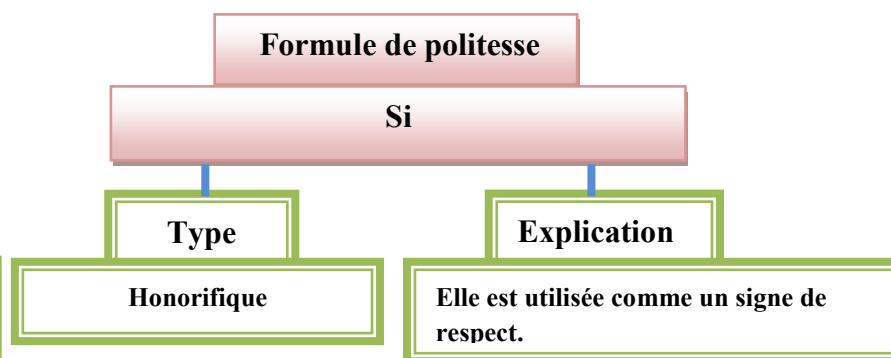 Formule de politesse
Si
Type
Explication
Honorifique
Elle est utilisée comme un signe de
respect.